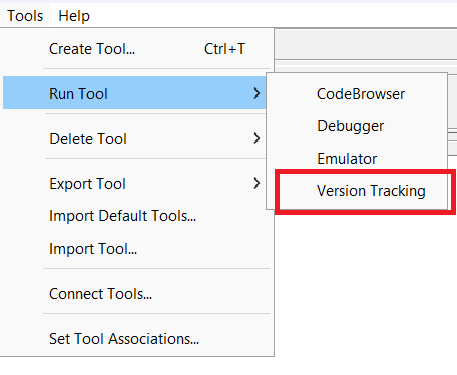 Tools Help
Create Tool... Ctrl+T
Run Tool
CodeBrowser
Debugger
Emulator
Version Tracking
Delete Tool
Export Tool
Import Default Tools...
Import Tool...
Connect Tools...
Set Tool Associations...